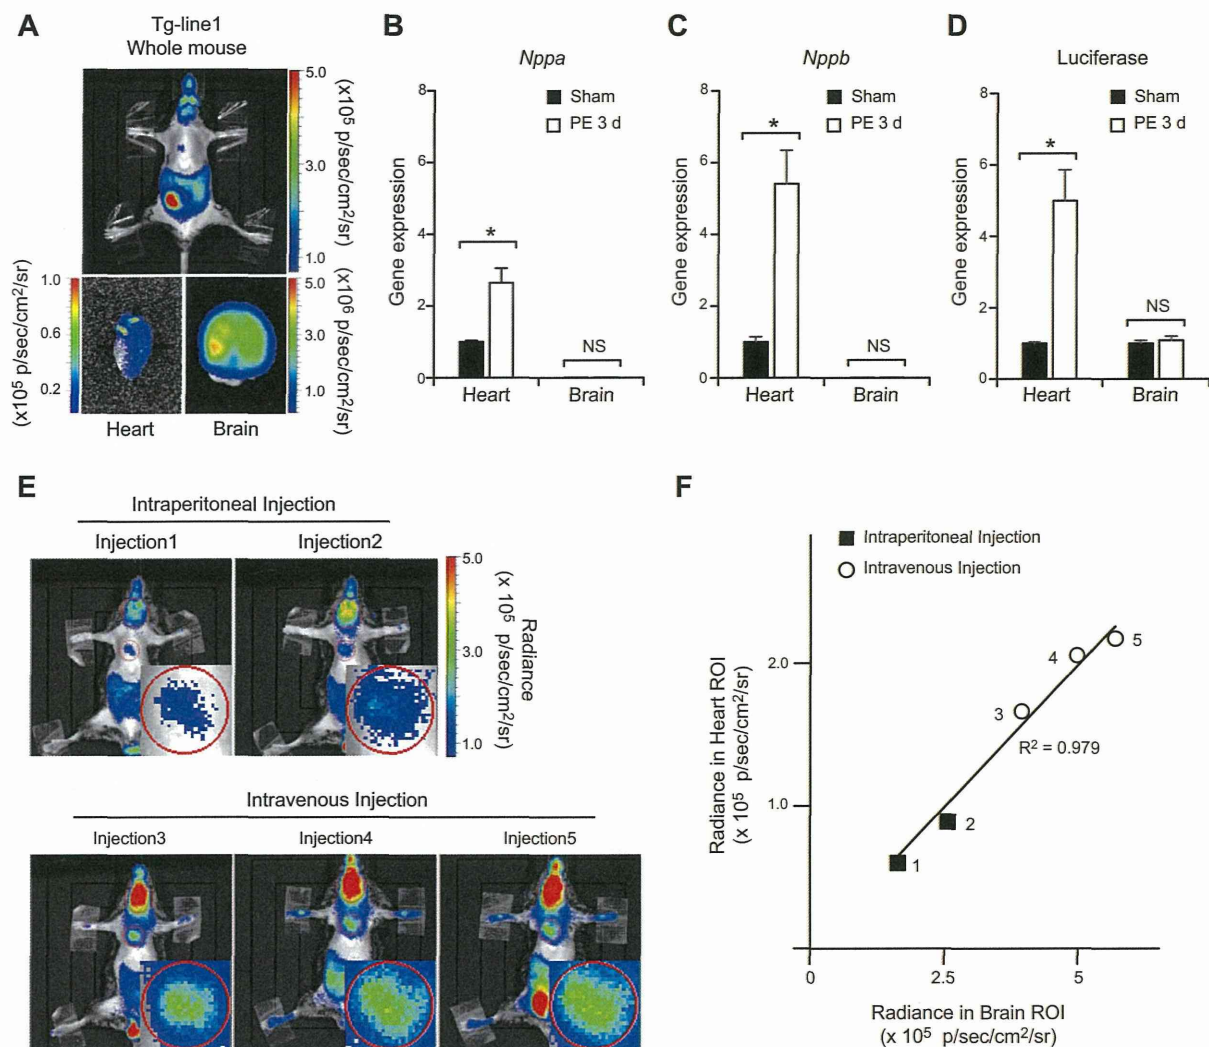 A
Tg-line1
Whole mouse
5.0
3.0
1.0
(x10⁵ p/sec/cm²/sr)
(x10⁵ p/sec/cm²/sr)
1.0
0.6
0.2
5.0
3.0
1.0
(x10⁶ p/sec/cm²/sr)
Heart
Brain
B
Nppa
Gene expression
8
6
4
2
0
Sham
PE 3 d
*
NS
Heart
Brain
C
Nppb
Gene expression
8
6
4
2
0
Sham
PE 3 d
*
NS
Heart
Brain
D
Luciferase
Gene expression
8
6
4
2
0
Sham
PE 3 d
*
NS
Heart
Brain
E
Intraperitoneal Injection
Injection1
Injection2
5.0
3.0
1.0
Radiance
(x 10⁵ p/sec/cm²/sr)
Intravenous Injection
Injection3
Injection4
Injection5
F
Intraperitoneal Injection
Intravenous Injection
Radiance in Heart ROI
(x 10⁵ p/sec/cm²/sr)
2.0
1.0
4
5
3
R² = 0.979
2
1
0
2.5
5
Radiance in Brain ROI
(x 10⁵ p/sec/cm²/sr)